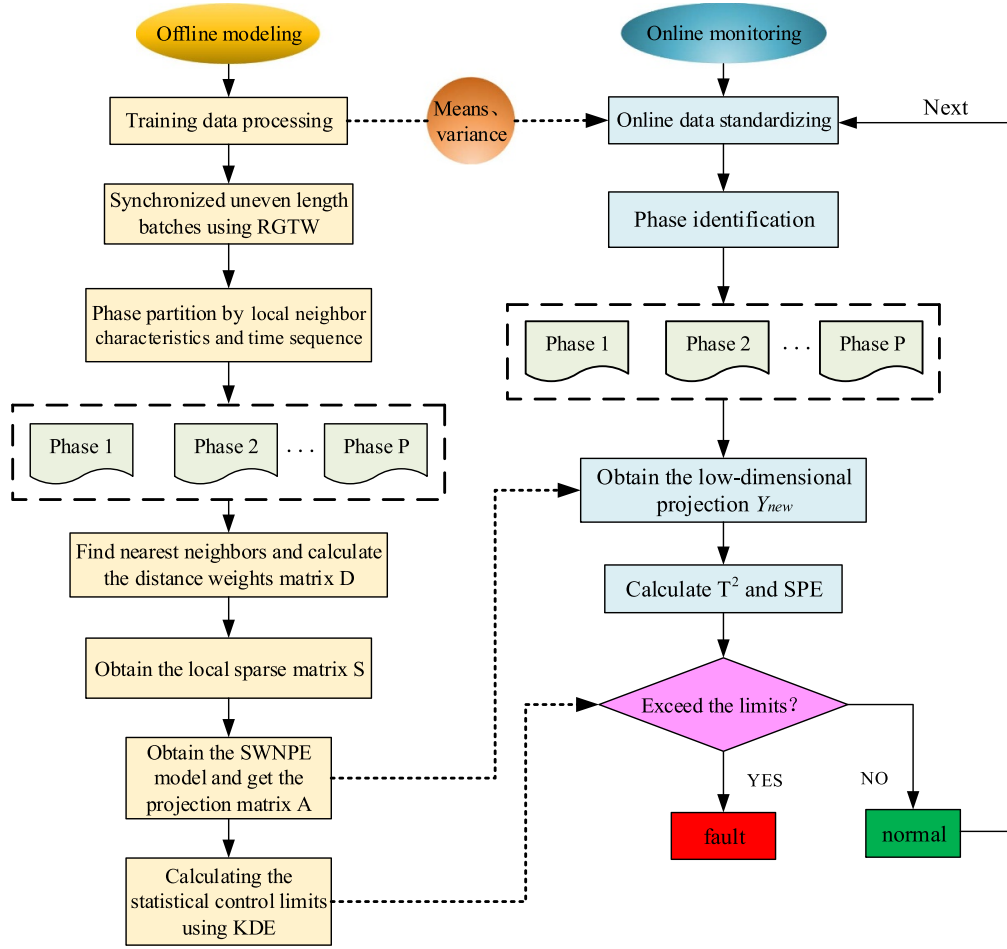 Offline modeling
Training data processing
Synchronized uneven length
batches using RGTW
Phase partition by local neighbor
characteristics and time sequence
Phase 1
Phase 2
. . .
Phase P
Find nearest neighbors and calculate
the distance weights matrix D
Obtain the local sparse matrix S
Obtain the SWNPE
model and get the
projection matrix A
Calculating the
statistical control limits
using KDE
Means、
variance
Online monitoring
Online data standardizing
Next
Phase identification
Phase 1
Phase 2
. . .
Phase P
Obtain the low-dimensional
projection Ynew
Calculate T² and SPE
Exceed the limits？
YES
NO
fault
normal